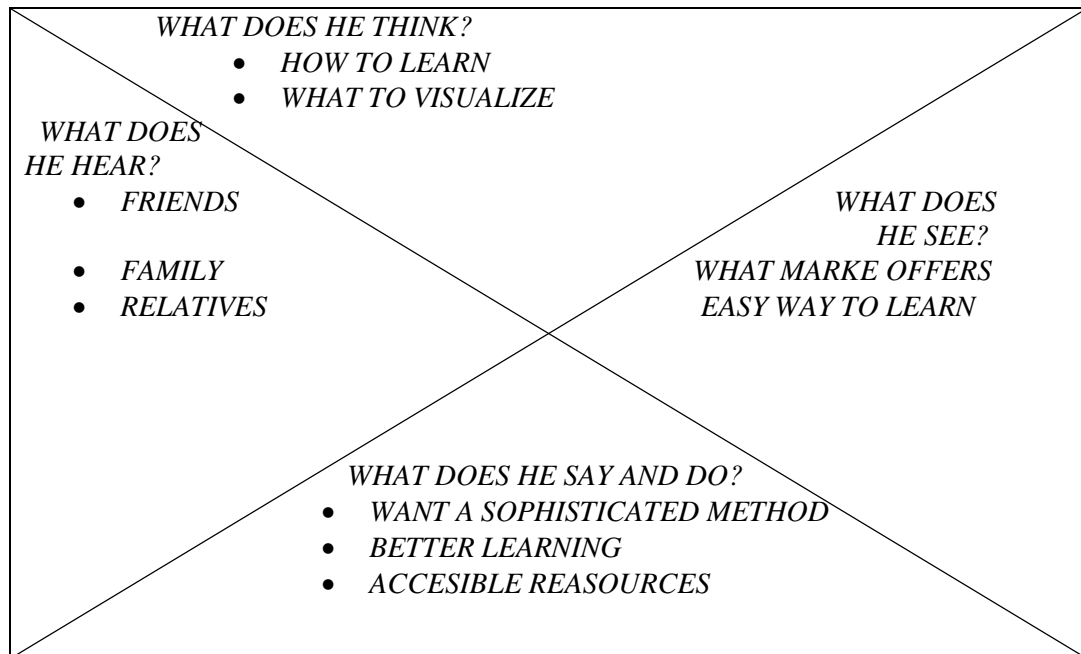 WHAT DOES HE THINK?
• HOW TO LEARN
• WHAT TO VISUALIZE
WHAT DOES
HE HEAR?
• FRIENDS
• FAMILY
• RELATIVES
WHAT DOES
HE SEE?
WHAT MARKE OFFERS
EASY WAY TO LEARN
WHAT DOES HE SAY AND DO?
• WANT A SOPHISTICATED METHOD
• BETTER LEARNING
• ACCESIBLE REASOURCES